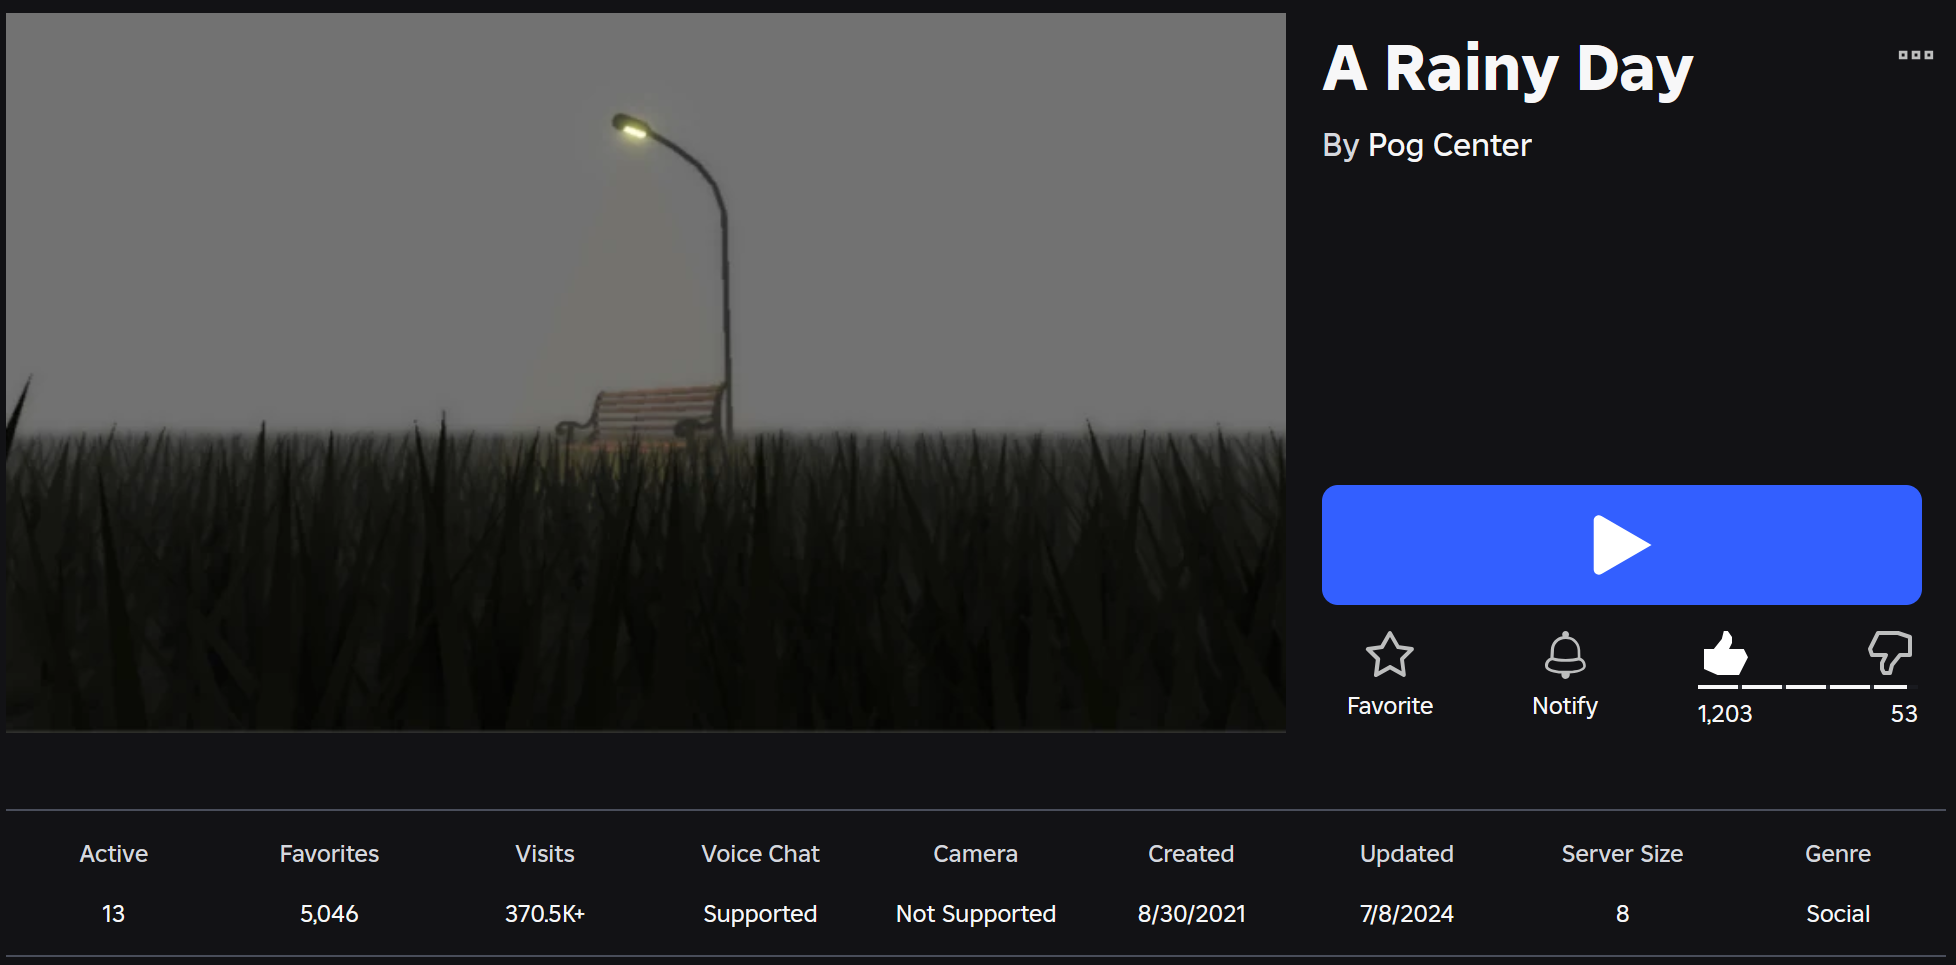 A Rainy Day
By Pog Center
Favorite
Notify
1,203
53
Active
Favorites
Visits
Voice Chat
Camera
Created
Updated
Server Size
Genre
13
5,046
370.5K+
Supported
Not Supported
8/30/2021
7/8/2024
8
Social